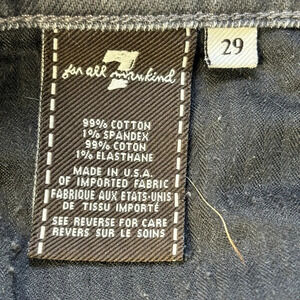 7
for all mankind
29
99% COTTON
1% SPANDEX
99% COTON
1% ELASTHANE
MADE IN U.S.A.
OF IMPORTED FABRIC
FABRIQUE AUX ETATS-UNIS
DE TISSU IMPORTÉ
SEE REVERSE FOR CARE
REVERS SUR LE SOINS